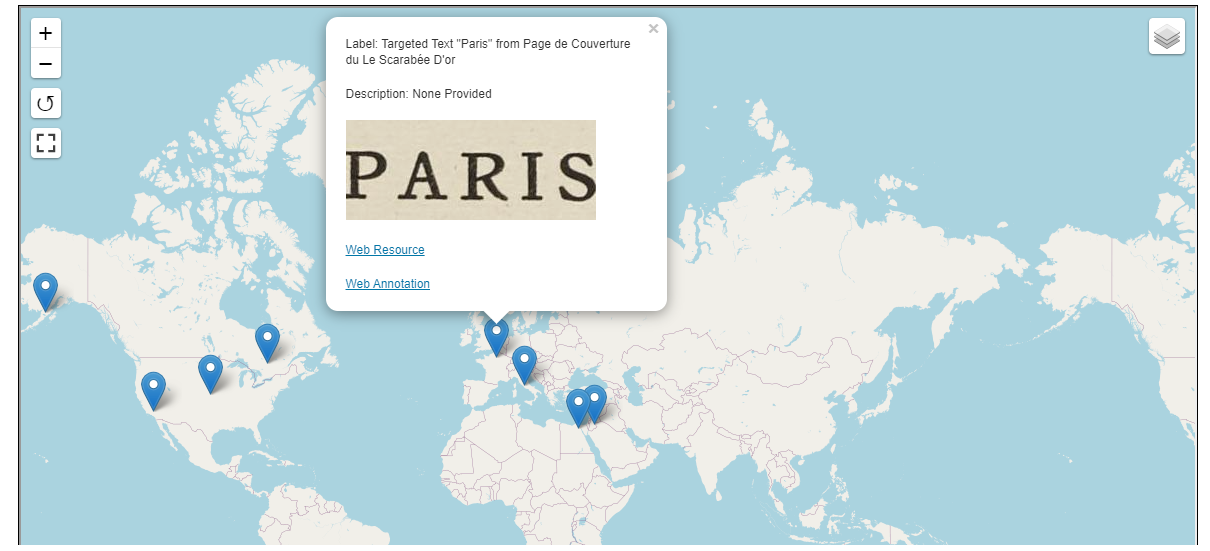 +
−
×
Label: Targeted Text "Paris" from Page de Couverture
du Le Scarabée D'or
Description: None Provided
PARIS
Web Resource
Web Annotation